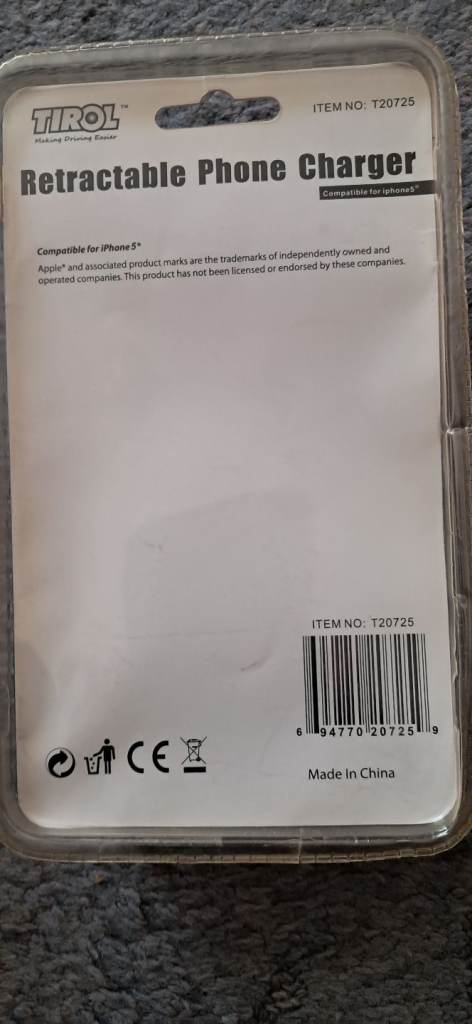 TIROL™
Making Driving Easier
ITEM NO: T20725
Retractable Phone Charger
Compatible for iphone5®
Compatible for iPhone 5®
Apple® and associated product marks are the trademarks of independently owned and
operated companies. This product has not been licensed or endorsed by these companies.
ITEM NO: T20725
6 94770 20725 9
CE
Made In China